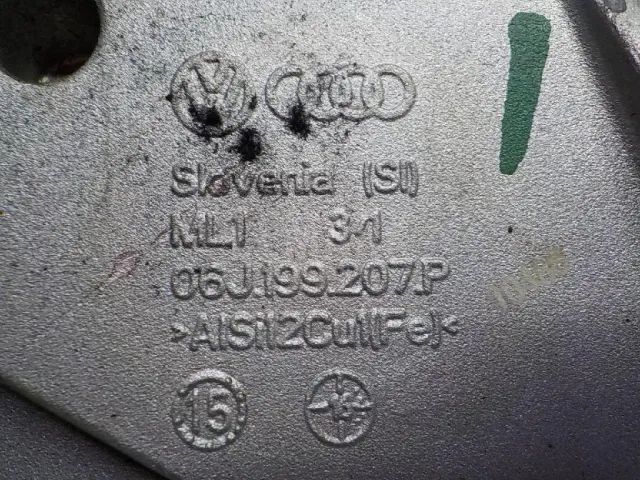 Slovenia (SI)
ML1 3-1
06J.199.207.P
>AlSi12Cu1(Fe)<
15